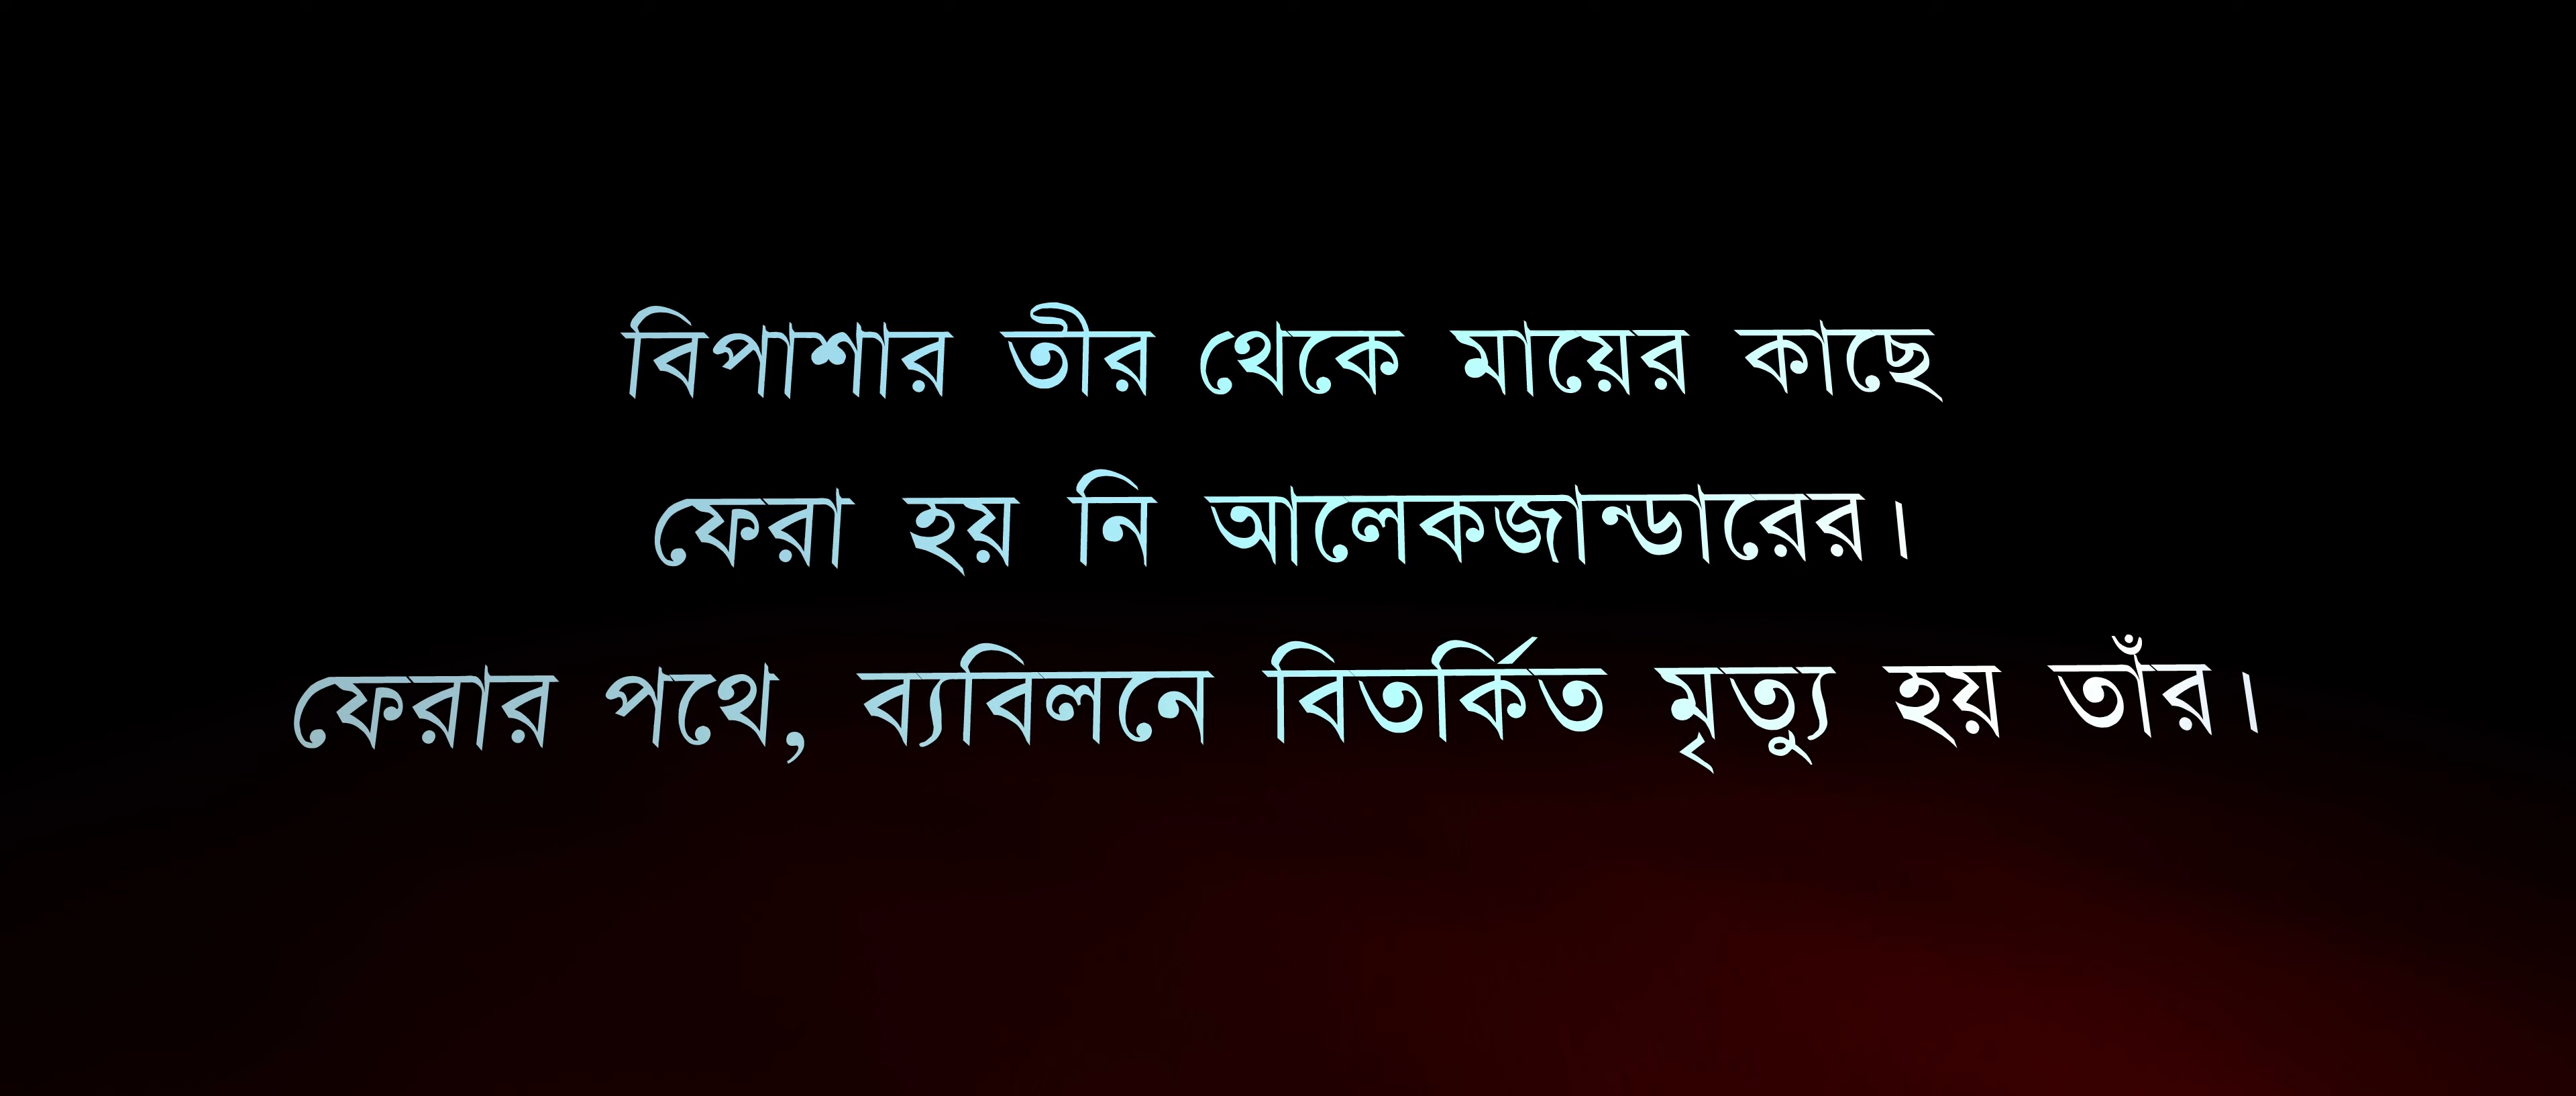 বিপাশার তীর থেকে মায়ের কাছে
ফেরা হয় নি আলেকজান্ডারের।
ফেরার পথে, ব্যবিলনে বিতর্কিত মৃত্যু হয় তাঁর।